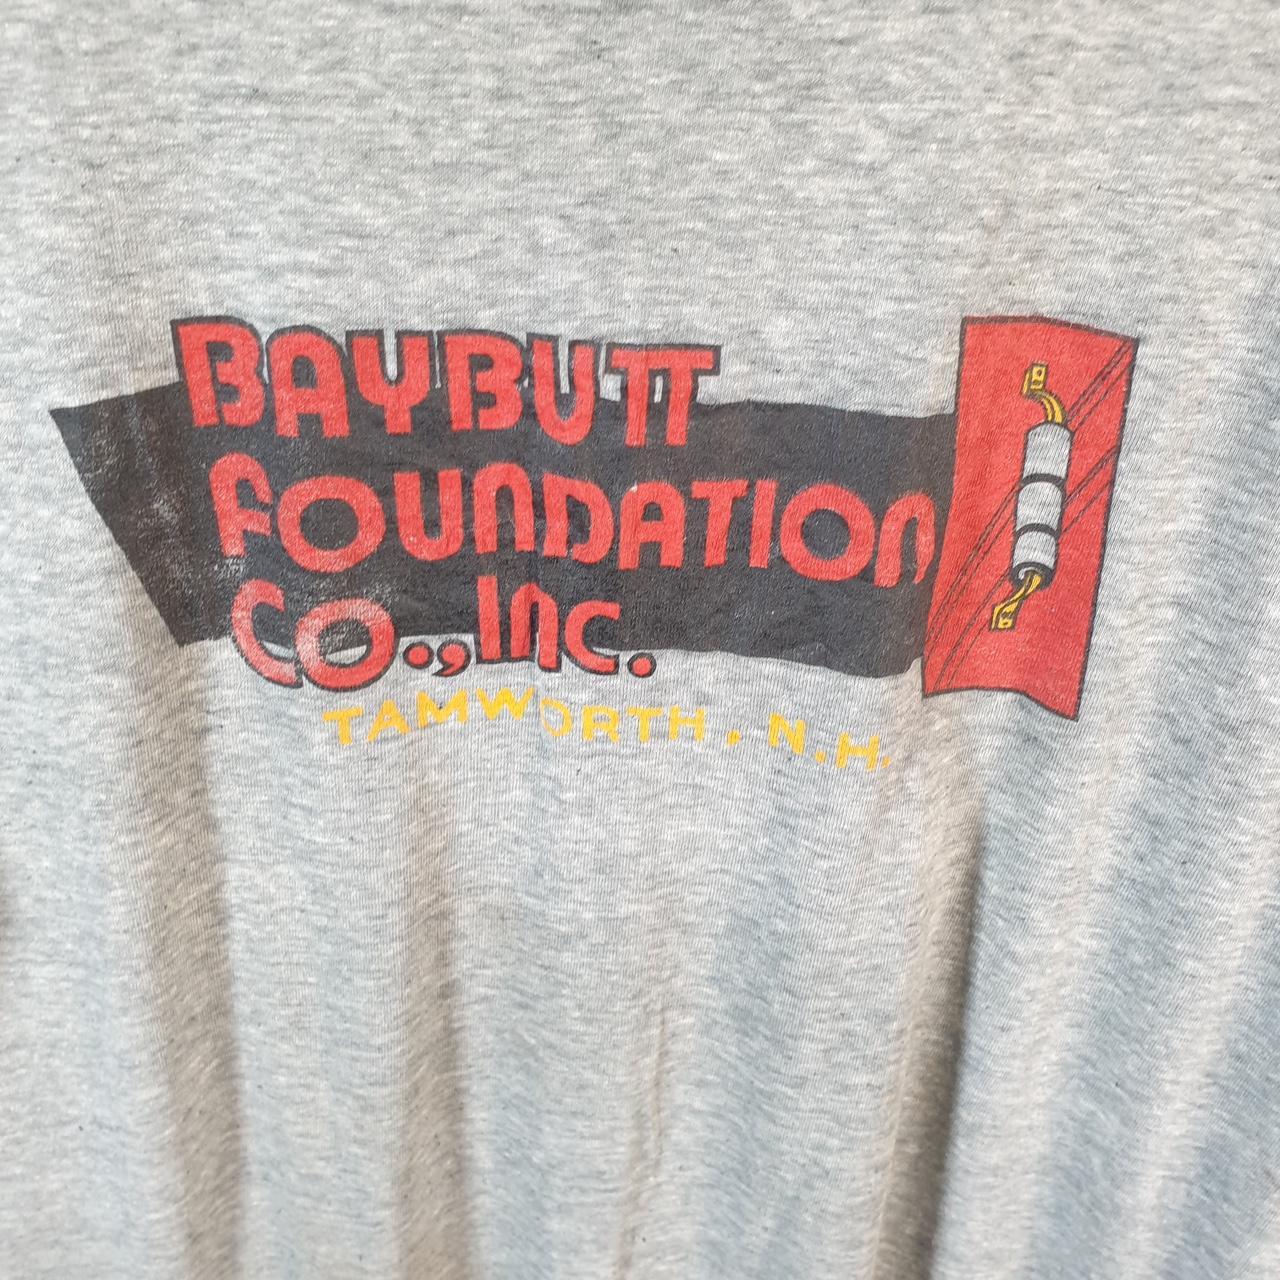 BAYBUTT
FOUNDATION
CO., INC.
TAMWORTH, N.H.